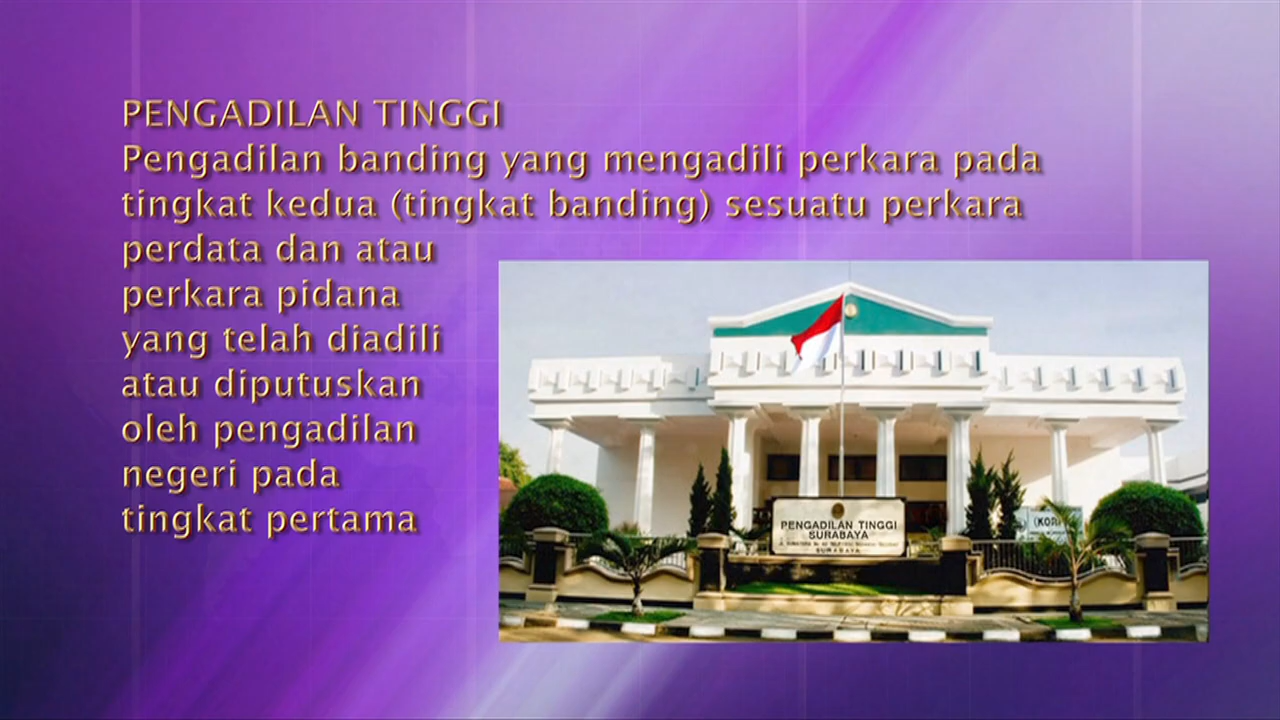 PENGADILAN TINGGI
Pengadilan banding yang mengadili perkara pada
tingkat kedua (tingkat banding) sesuatu perkara
perdata dan atau
perkara pidana
yang telah diadili
atau diputuskan
oleh pengadilan
negeri pada
tingkat pertama
PENGADILAN TINGGI
SURABAYA
SURABAYA